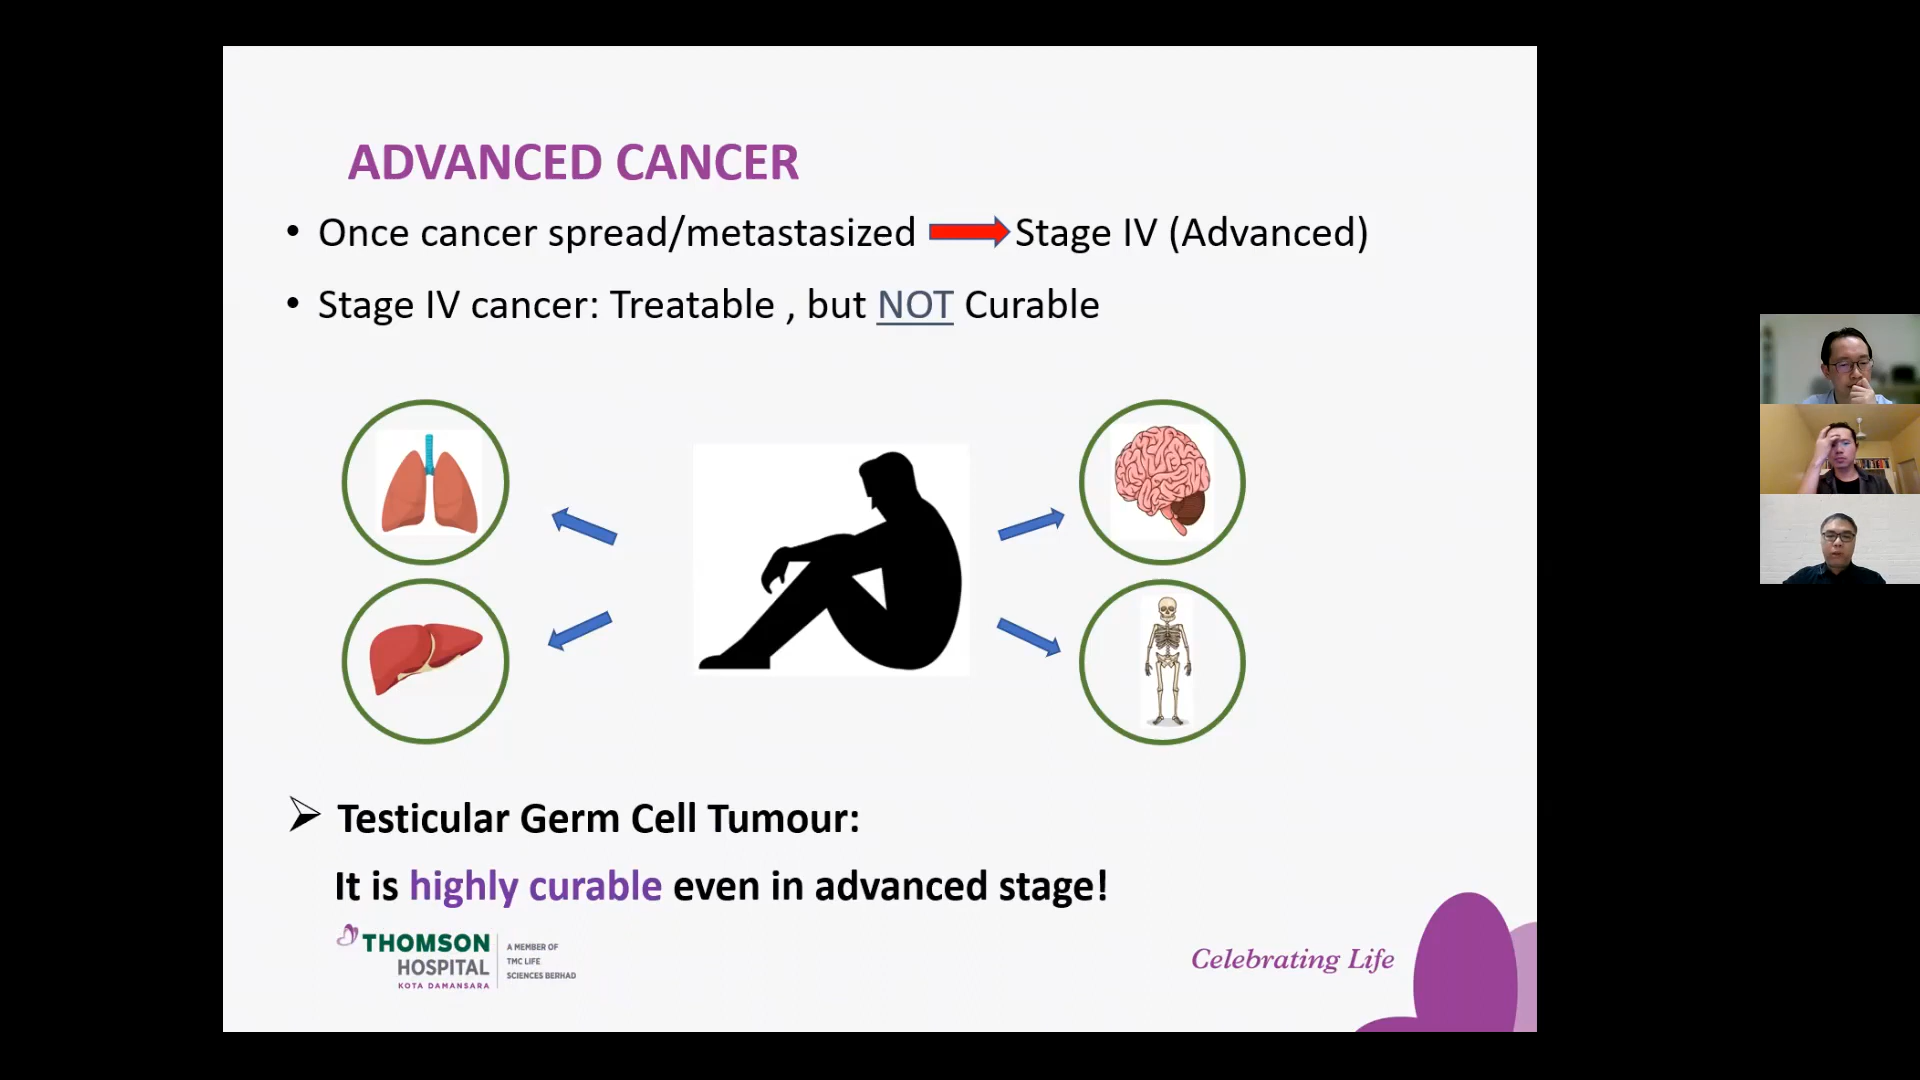 ADVANCED CANCER
• Once cancer spread/metastasized Stage IV (Advanced)
• Stage IV cancer: Treatable , but NOT Curable
Testicular Germ Cell Tumour:
It is highly curable even in advanced stage!
THOMSON
HOSPITAL
KOTA DAMANSARA
A MEMBER OF
TMC LIFE
SCIENCES BERHAD
Celebrating Life